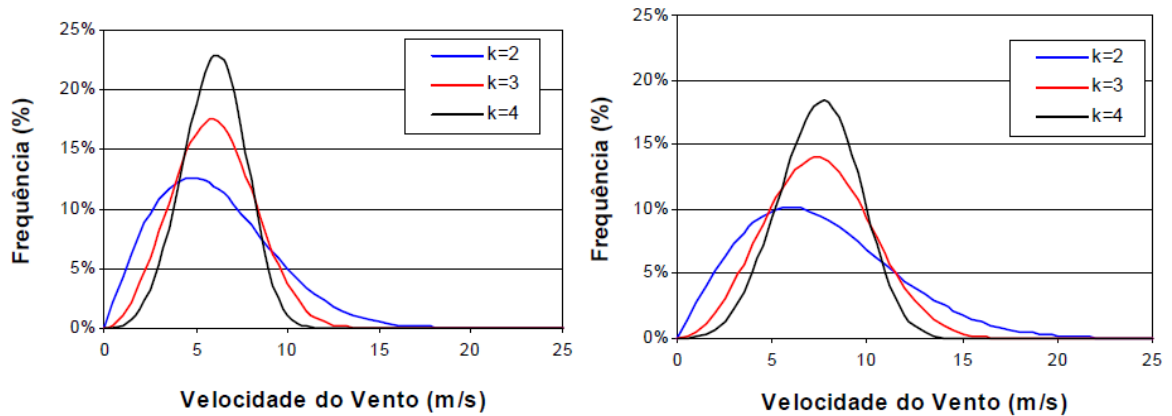 25%
20%
15%
10%
5%
0%
Frequência (%)
k=2
k=3
k=4
0 5 10 15 20 25
Velocidade do Vento (m/s)
25%
20%
15%
10%
5%
0%
Frequência (%)
k=2
k=3
k=4
0 5 10 15 20 25
Velocidade do Vento (m/s)